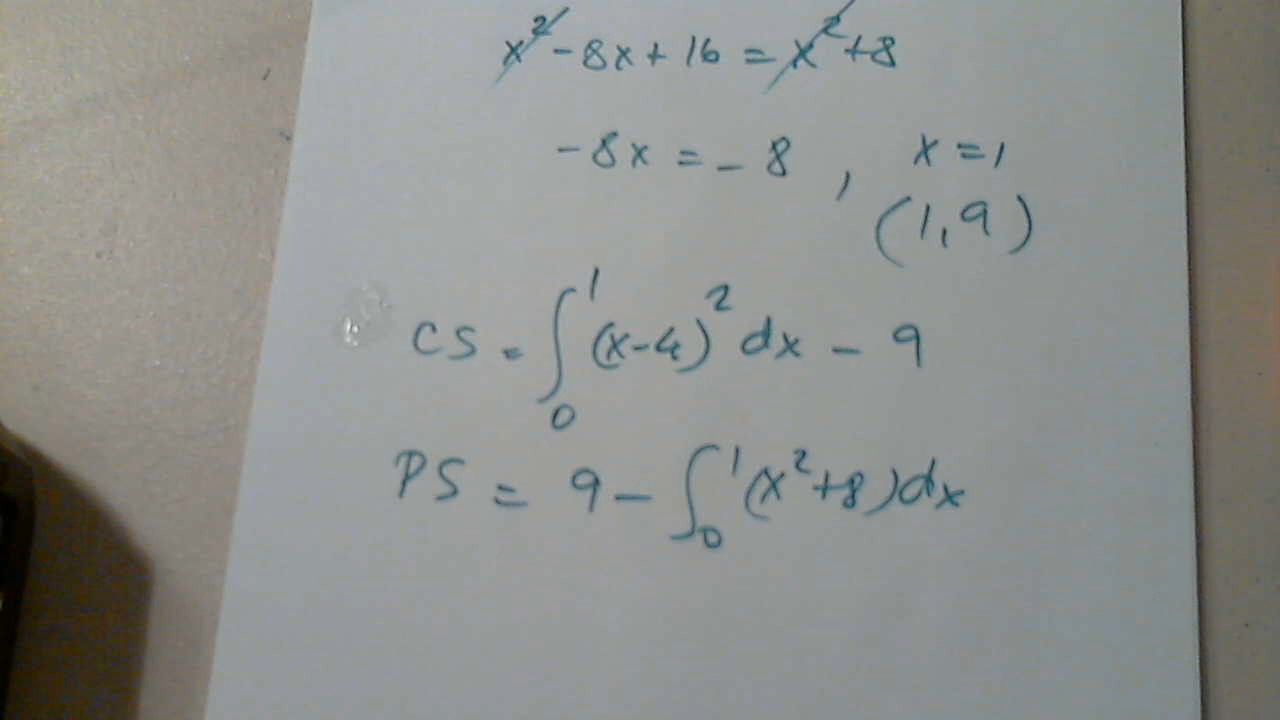 x² - 8x + 16 = x² + 8
- 8x = - 8 , x = 1
(1, 9)
CS = ∫₀¹ (x-4)² dx - 9
PS = 9 - ∫₀¹ (x²+8) dx